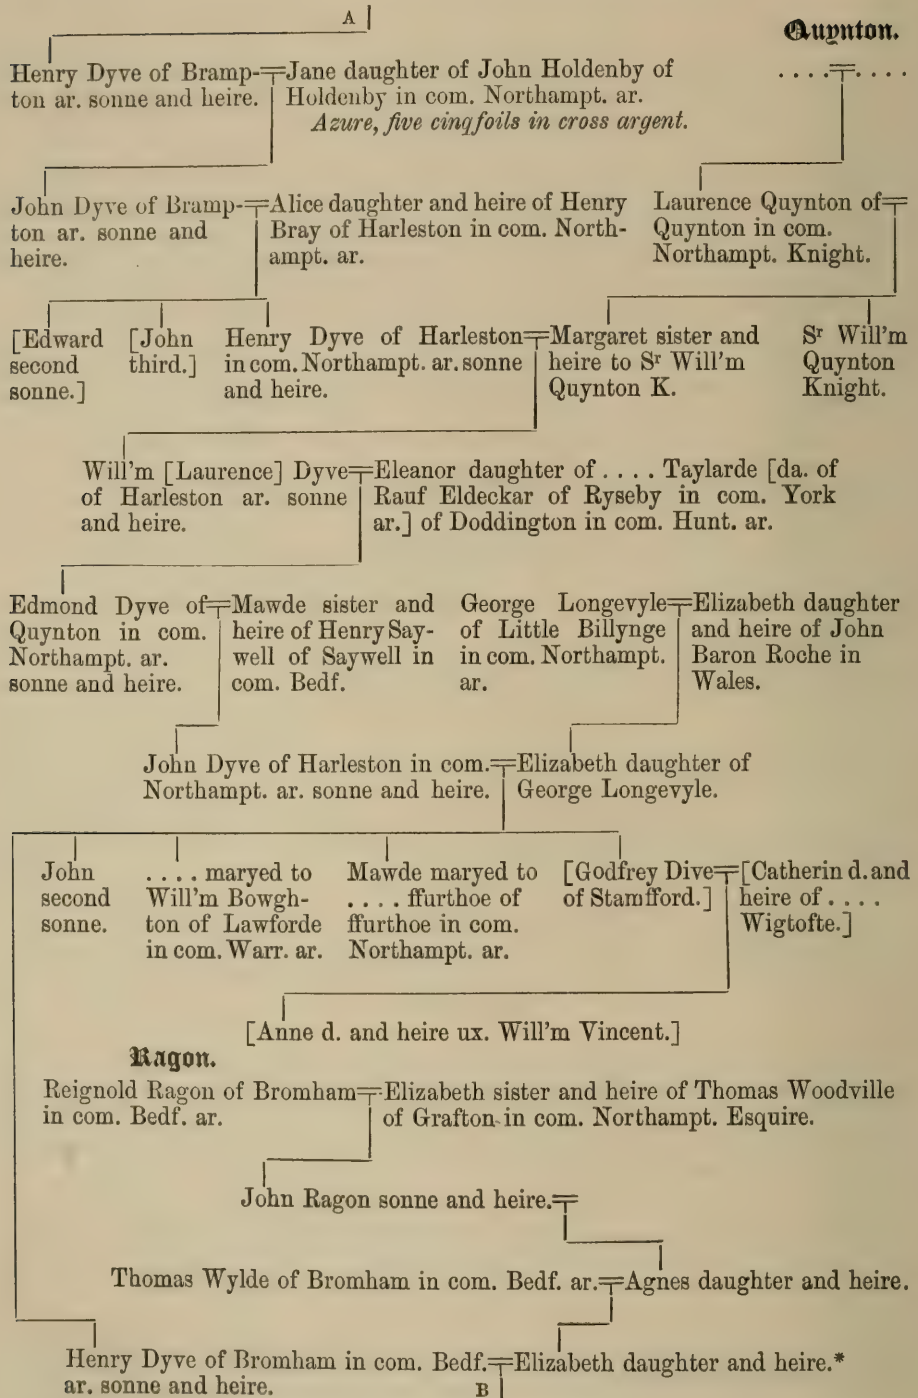 A
Quynton.
Henry Dyve of Bramp-
ton ar. sonne and heire.
Jane daughter of John Holdenby of
Holdenby in com. Northampt. ar.
Azure, five cinqfoils in cross argent.
. . . . . . . .
John Dyve of Bramp-
ton ar. sonne and
heire.
Alice daughter and heire of Henry
Bray of Harleston in com. North-
ampt. ar.
Laurence Quynton of
Quynton in com.
Northampt. Knight.
[Edward
second
sonne.]
[John
third.]
Henry Dyve of Harleston
in com. Northampt. ar. sonne
and heire.
Margaret sister and
heire to Sr Will'm
Quynton K.
Sr Will'm
Quynton
Knight.
Will'm [Laurence] Dyve
of Harleston ar. sonne
and heire.
Eleanor daughter of . . . . Taylarde [da. of
Rauf Eldeckar of Ryseby in com. York
ar.] of Doddington in com. Hunt. ar.
Edmond Dyve of
Quynton in com.
Northampt. ar.
sonne and heire.
Mawde sister and
heire of Henry Say-
well of Saywell in
com. Bedf.
George Longevyle
of Little Billynge
in com. Northampt.
ar.
Elizabeth daughter
and heire of John
Baron Roche in
Wales.
John Dyve of Harleston in com.
Northampt. ar. sonne and heire.
Elizabeth daughter of
George Longevyle.
John
second
sonne.
. . . . maryed to
Will'm Bowgh-
ton of Lawforde
in com. Warr. ar.
Mawde maryed to
. . . . ffurthoe of
ffurthoe in com.
Northampt. ar.
[Godfrey Dive
of Stamfford.]
[Catherin d. and
heire of . . . .
Wigtofte.]
[Anne d. and heire ux. Will'm Vincent.]
Ragon.
Reignold Ragon of Bromham
in com. Bedf. ar.
Elizabeth sister and heire of Thomas Woodville
of Grafton in com. Northampt. Esquire.
John Ragon sonne and heire.
Thomas Wylde of Bromham in com. Bedf. ar.
Agnes daughter and heire.
Henry Dyve of Bromham in com. Bedf.
ar. sonne and heire.
Elizabeth daughter and heire.*
B